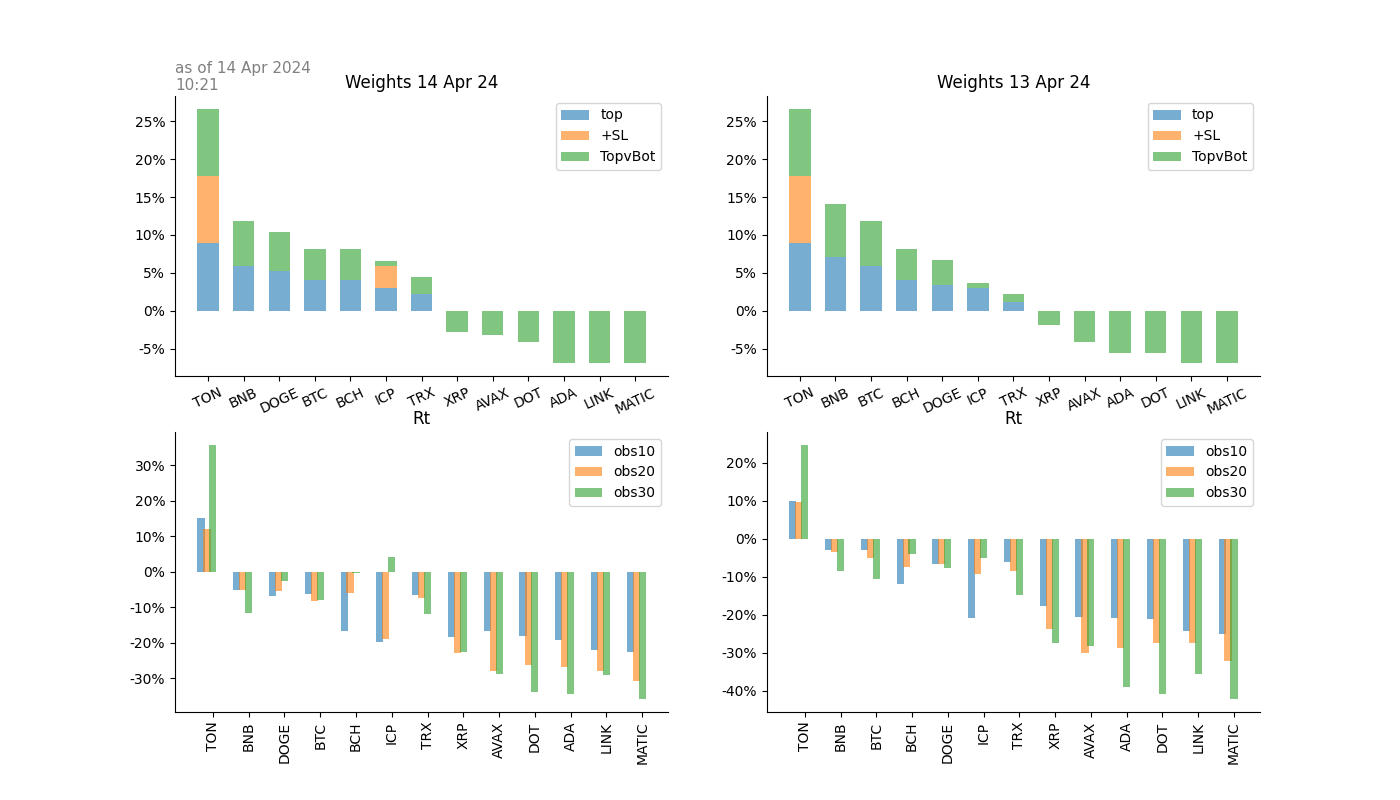 as of 14 Apr 2024
10:21
Weights 14 Apr 24
25%
20%
15%
10%
5%
0%
-5%
top
+SL
TopvBot
TON BNB DOGE BTC BCH ICP TRX XRP AVAX DOT ADA LINK MATIC
Weights 13 Apr 24
25%
20%
15%
10%
5%
0%
-5%
top
+SL
TopvBot
TON BNB BTC BCH DOGE ICP TRX XRP AVAX ADA DOT LINK MATIC
Rt
30%
20%
10%
0%
-10%
-20%
-30%
obs10
obs20
obs30
TON BNB DOGE BTC BCH ICP TRX XRP AVAX DOT ADA LINK MATIC
Rt
20%
10%
0%
-10%
-20%
-30%
-40%
obs10
obs20
obs30
TON BNB BTC BCH DOGE ICP TRX XRP AVAX ADA DOT LINK MATIC